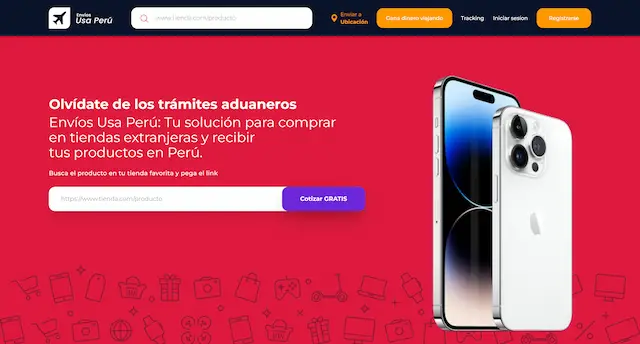 Envíos
Usa Perú
www.tienda.com/producto
Enviar a
Ubicación
Gana dinero viajando
Tracking
Iniciar sesion
Registrarse
Olvídate de los trámites aduaneros
Envíos Usa Perú: Tu solución para comprar
en tiendas extranjeras y recibir
tus productos en Perú.
Busca el producto en tu tienda favorita y pega el link
https://www.tienda.com/producto
Cotizar GRATIS